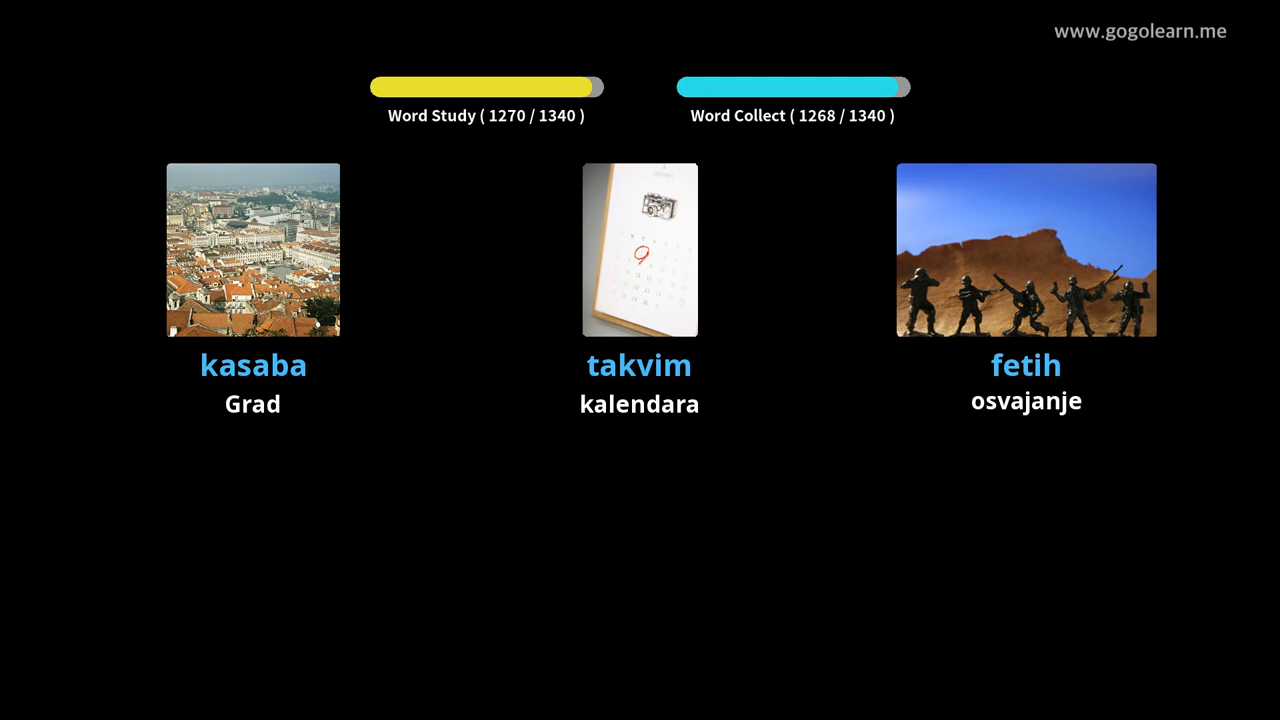 www.gogolearn.me
Word Study ( 1270 / 1340 )
Word Collect ( 1268 / 1340 )
kasaba
takvim
fetih
Grad
kalendara
osvajanje